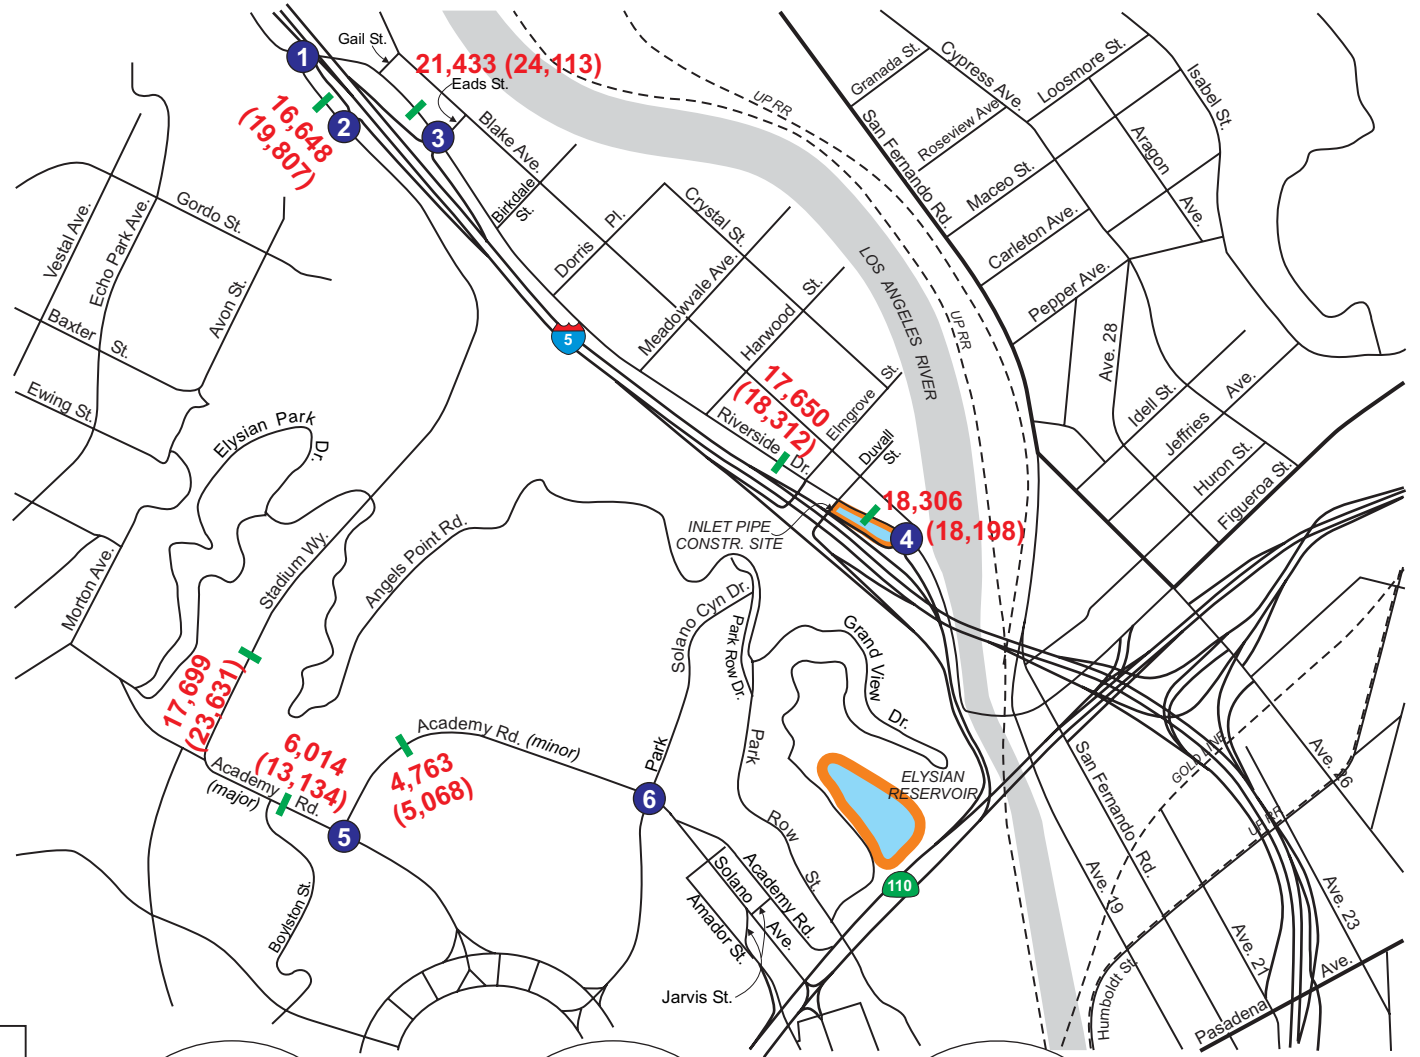 1
Gail St.
21,433 (24,113)
Eads St.
16,648
(19,807)
2
3
Blake Ave.
Birkdale
St.
Dorris
Pl.
Crystal St.
Meadowvale Ave.
Harwood
St.
UP RR
Granada St.
Cypress Ave.
Loosmore St.
Isabel St.
Roseview Ave.
San Fernando Rd.
Maceo St.
Aragon
Ave.
Carleton Ave.
Pepper Ave.
Vestal Ave.
Echo Park Ave.
Gordo St.
Avon St.
Baxter
St.
Ewing St.
5
LOS ANGELES RIVER
UP RR
Ave. 28
Idell St.
Jeffries
Ave.
Huron St.
Figueroa St.
Elysian Park
Dr.
17,650
(18,312)
Riverside
Dr.
Elmgrove
St.
Duvall
St.
18,306
(18,198)
4
INLET PIPE
CONSTR. SITE
Morton Ave.
Stadium Wy.
Angels Point Rd.
Solano Cyn Dr.
Park Row Dr.
Grand View
Dr.
17,699
(23,631)
6,014
(13,134)
Academy
Rd.
(major)
Academy Rd. (minor)
4,763
(5,068)
5
Park
6
Park
Row
St.
ELYSIAN
RESERVOIR
110
Boylston St.
Solano
Ave.
Academy Rd.
Amador St.
Jarvis St.
San Fernando
Rd.
GOLD LINE
UP RR
Ave. 26
Ave. 19
Ave. 21
Ave. 23
Humboldt St.
Pasadena
Ave.